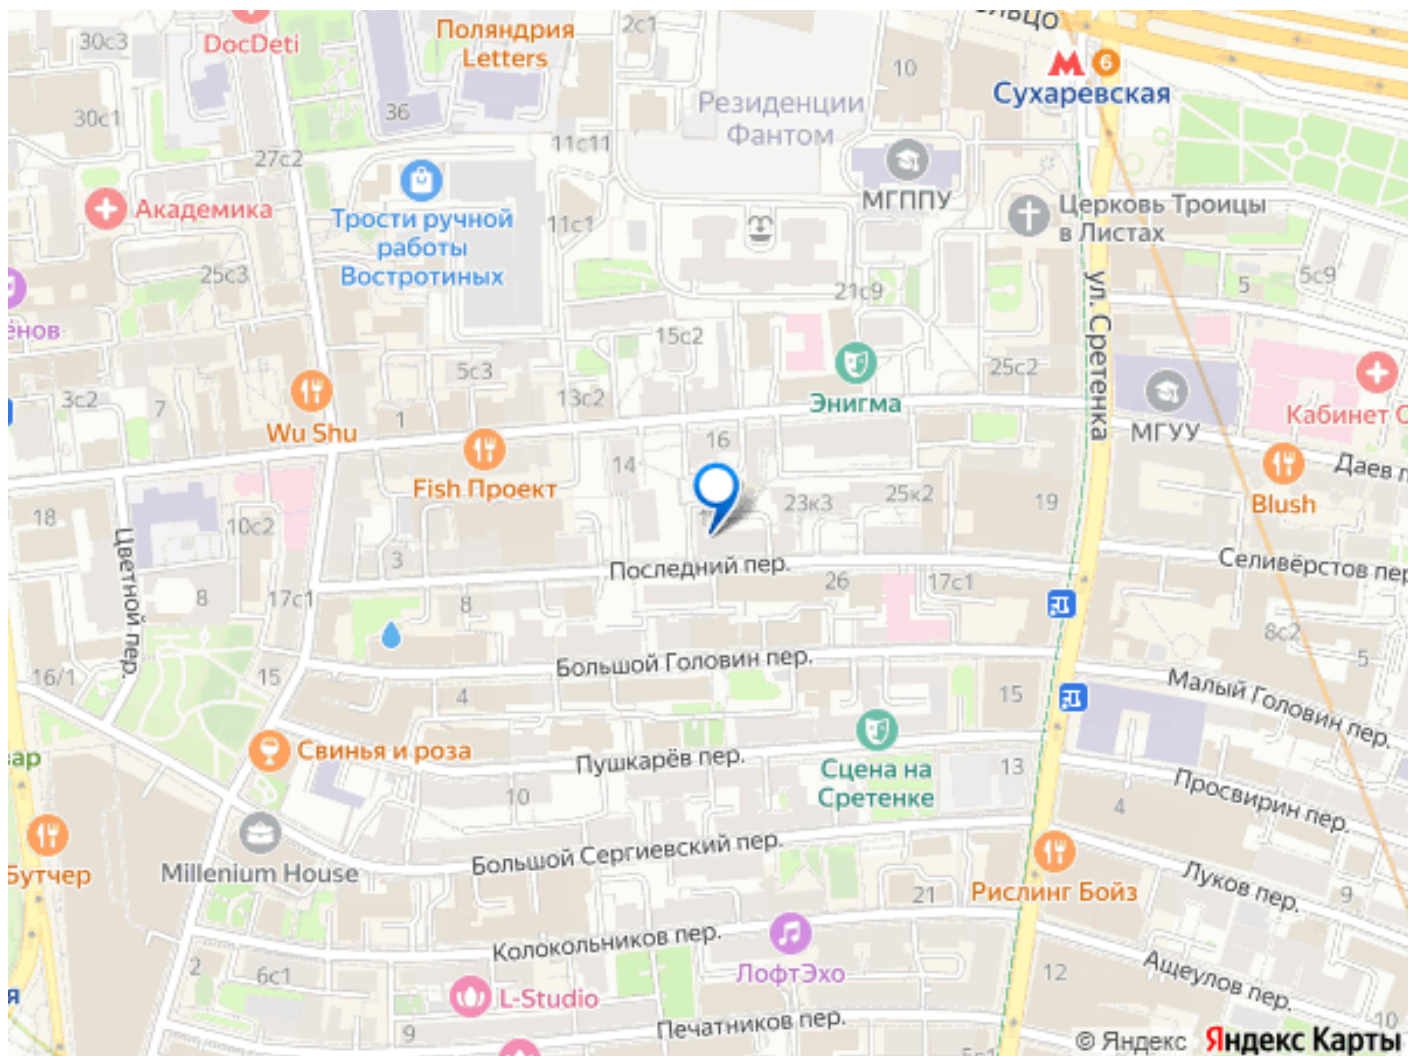 30с3
DocDeti
Поляндрия
Letters
2с1
10
6
Сухаревская
30с1
36
Резиденции
Фантом
11с11
27с2
МГППУ
Академика
Трости ручной
работы
Востротиных
11с1
Церковь Троицы
в Листах
25с3
21с9
5
5с9
ул. Сретенка
15с2
5с3
25с2
3с2
7
1
13с2
Энигма
Кабинет
Wu Shu
16
МГУУ
14
Fish Проект
Даев
23к3
25к2
19
Blush
18
10с2
Цветной пер.
3
Последний пер.
Селивёрстов пер
26
17с1
8
17с1
8
8с2
5
16/1
15
Большой Головин пер.
4
15
Малый Головин пер.
Свинья и роза
Пушкарёв пер.
Сцена на
Сретенке
13
10
4
Просвирин пер.
Millenium House
Большой Сергиевский пер.
Бутчер
21
Рислинг Бойз
Луков пер.
9
Колокольников пер.
2
6с1
L-Studio
ЛофтЭхо
12
Ащеулов пер.
9
Печатников пер.
10
© Яндекс Яндекс Карты